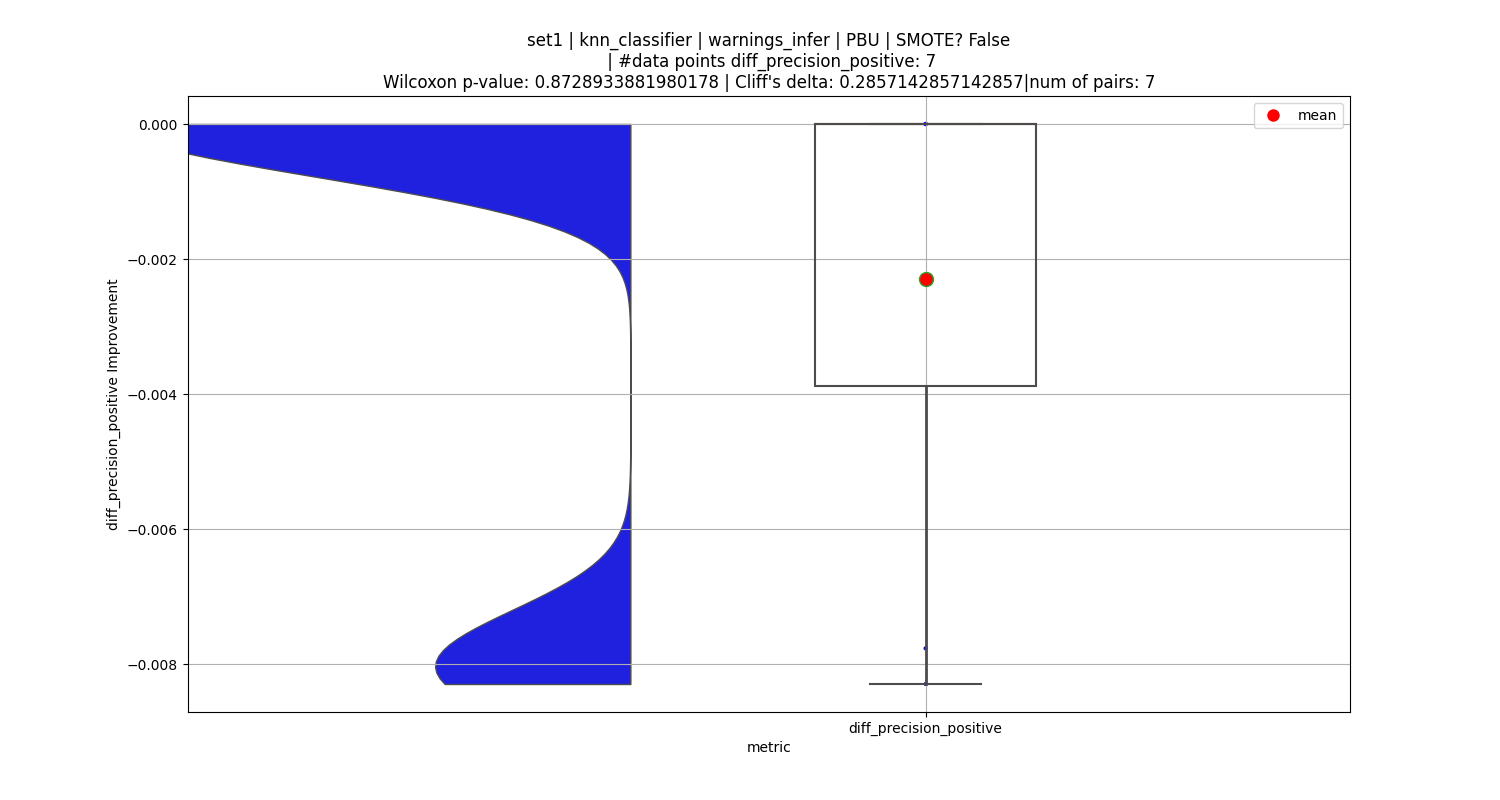 set1 | knn_classifier | warnings_infer | PBU | SMOTE? False
| #data points diff_precision_positive: 7
Wilcoxon p-value: 0.8728933881980178 | Cliff's delta: 0.2857142857142857|num of pairs: 7
mean
0.000
−0.002
−0.004
−0.006
−0.008
diff_precision_positive Improvement
diff_precision_positive
metric